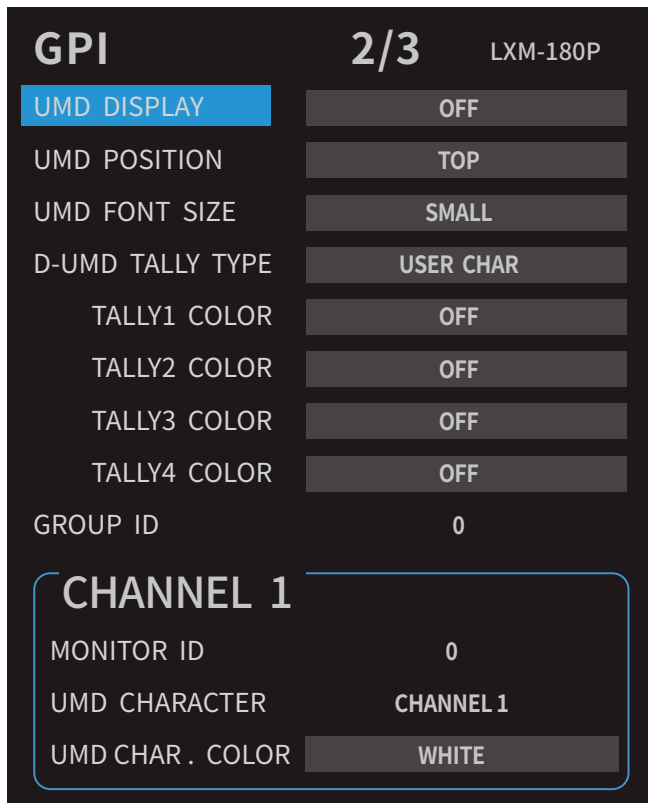 GPI 2/3 LXM-180P
UMD DISPLAY OFF
UMD POSITION TOP
UMD FONT SIZE SMALL
D-UMD TALLY TYPE USER CHAR
TALLY1 COLOR OFF
TALLY2 COLOR OFF
TALLY3 COLOR OFF
TALLY4 COLOR OFF
GROUP ID 0
CHANNEL 1
MONITOR ID 0
UMD CHARACTER CHANNEL 1
UMD CHAR . COLOR WHITE